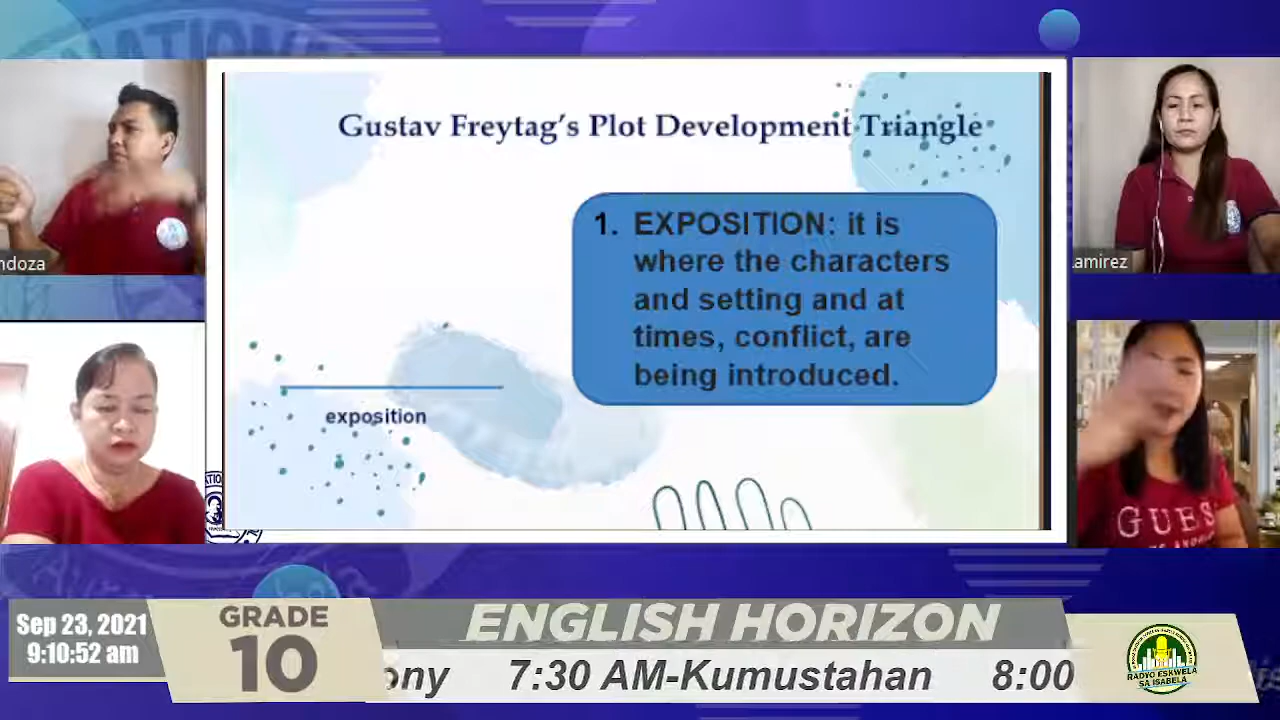 NATIONAL
Gustav Freytag's Plot Development Triangle
1. EXPOSITION: it is
where the characters
and setting and at
times, conflict, are
being introduced.
exposition
ndoza
amirez
GUES
Sep 23, 2021
9:10:52 am
GRADE
10
ENGLISH HORIZON
ony 7:30 AM-Kumustahan 8:00
RADYO ESKWELA
SA ISABELA